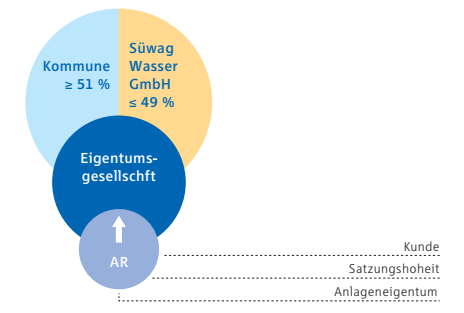 Kommune
≥ 51 %
Süwag
Wasser
GmbH
≤ 49 %
Eigentums-
gesellschft
AR
Kunde
Satzungshoheit
Anlageneigentum